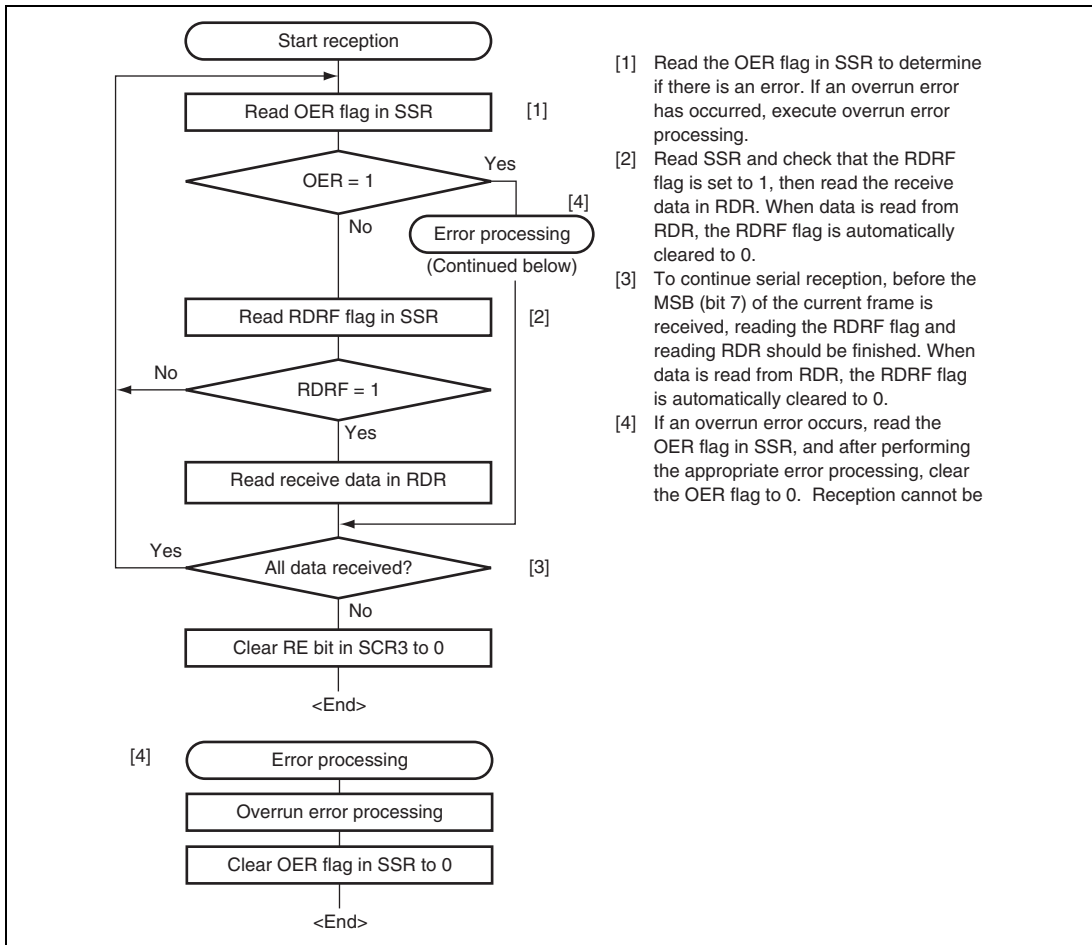 Start reception
Read OER flag in SSR
[1]
OER = 1
Yes
No
[4]
Error processing
(Continued below)
Read RDRF flag in SSR
[2]
No
RDRF = 1
Yes
Read receive data in RDR
Yes
All data received?
[3]
No
Clear RE bit in SCR3 to 0
<End>
[4]
Error processing
Overrun error processing
Clear OER flag in SSR to 0
<End>
[1] Read the OER flag in SSR to determine
if there is an error. If an overrun error
has occurred, execute overrun error
processing.
[2] Read SSR and check that the RDRF
flag is set to 1, then read the receive
data in RDR. When data is read from
RDR, the RDRF flag is automatically
cleared to 0.
[3] To continue serial reception, before the
MSB (bit 7) of the current frame is
received, reading the RDRF flag and
reading RDR should be finished. When
data is read from RDR, the RDRF flag
is automatically cleared to 0.
[4] If an overrun error occurs, read the
OER flag in SSR, and after performing
the appropriate error processing, clear
the OER flag to 0. Reception cannot be